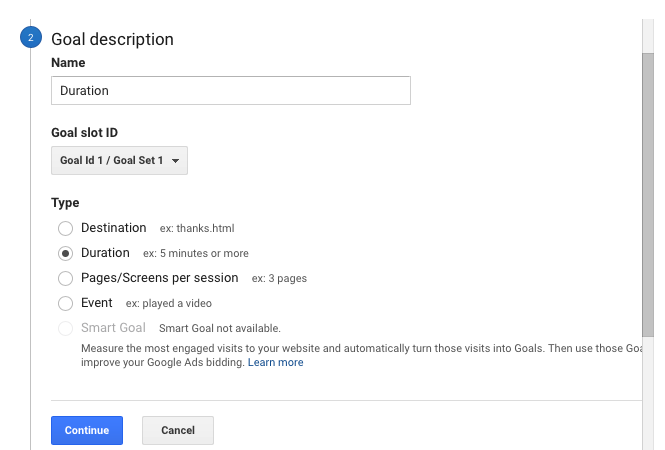 2 Goal description
Name
Duration
Goal slot ID
Goal Id 1 / Goal Set 1
Type
Destination ex: thanks.html
Duration ex: 5 minutes or more
Pages/Screens per session ex: 3 pages
Event ex: played a video
Smart Goal Smart Goal not available.
Measure the most engaged visits to your website and automatically turn those visits into Goals. Then use those
improve your Google Ads bidding. Learn more
Continue Cancel